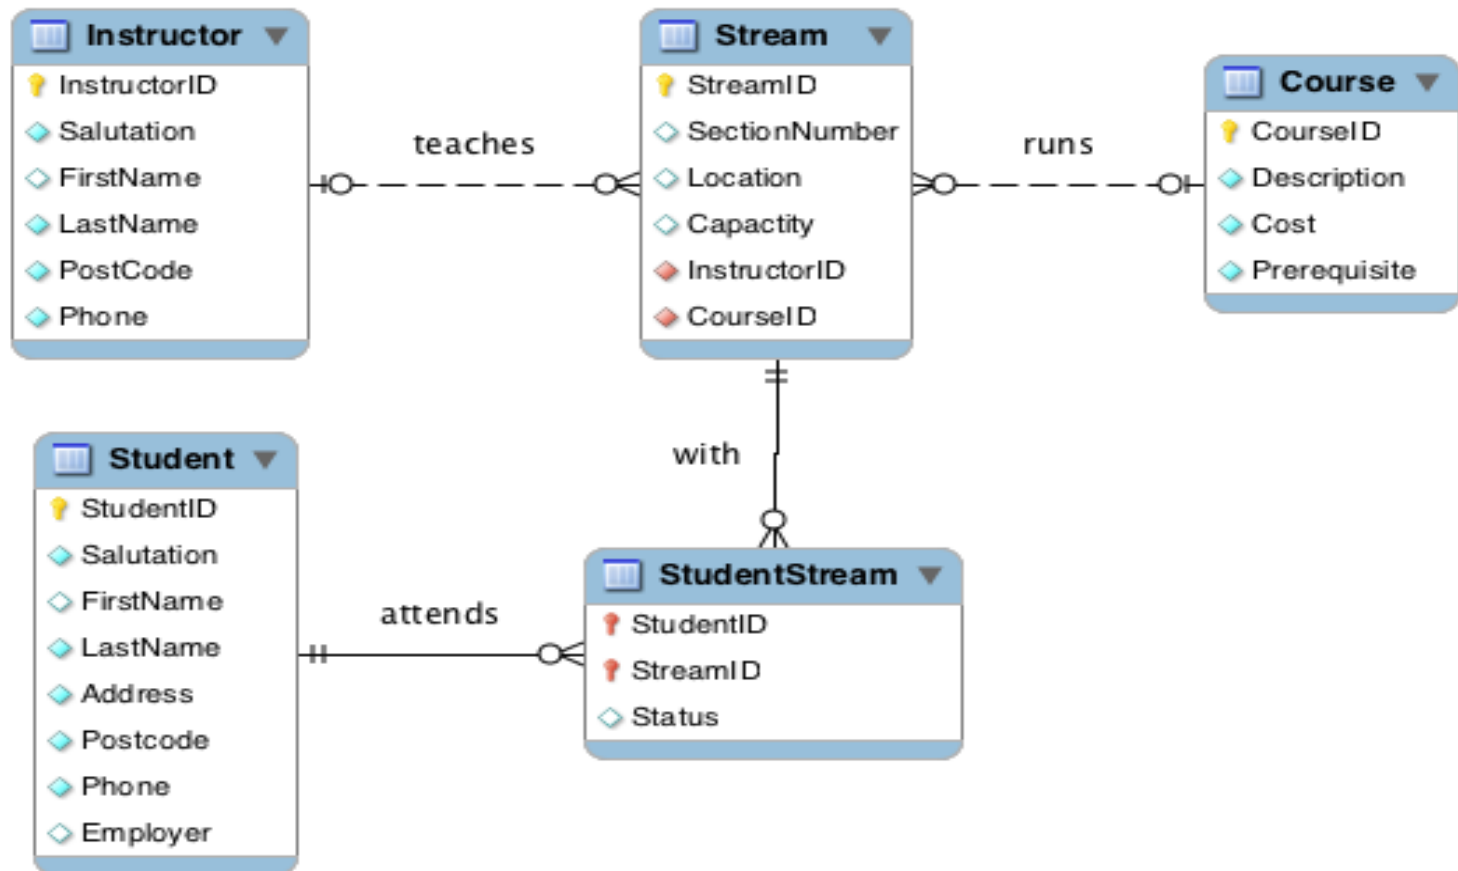 Instructor
InstructorID
Salutation
FirstName
LastName
PostCode
Phone
teaches
Stream
StreamID
SectionNumber
Location
Capactity
InstructorID
CourseID
runs
Course
CourseID
Description
Cost
Prerequisite
with
Student
StudentID
Salutation
FirstName
LastName
Address
Postcode
Phone
Employer
attends
StudentStream
StudentID
StreamID
Status